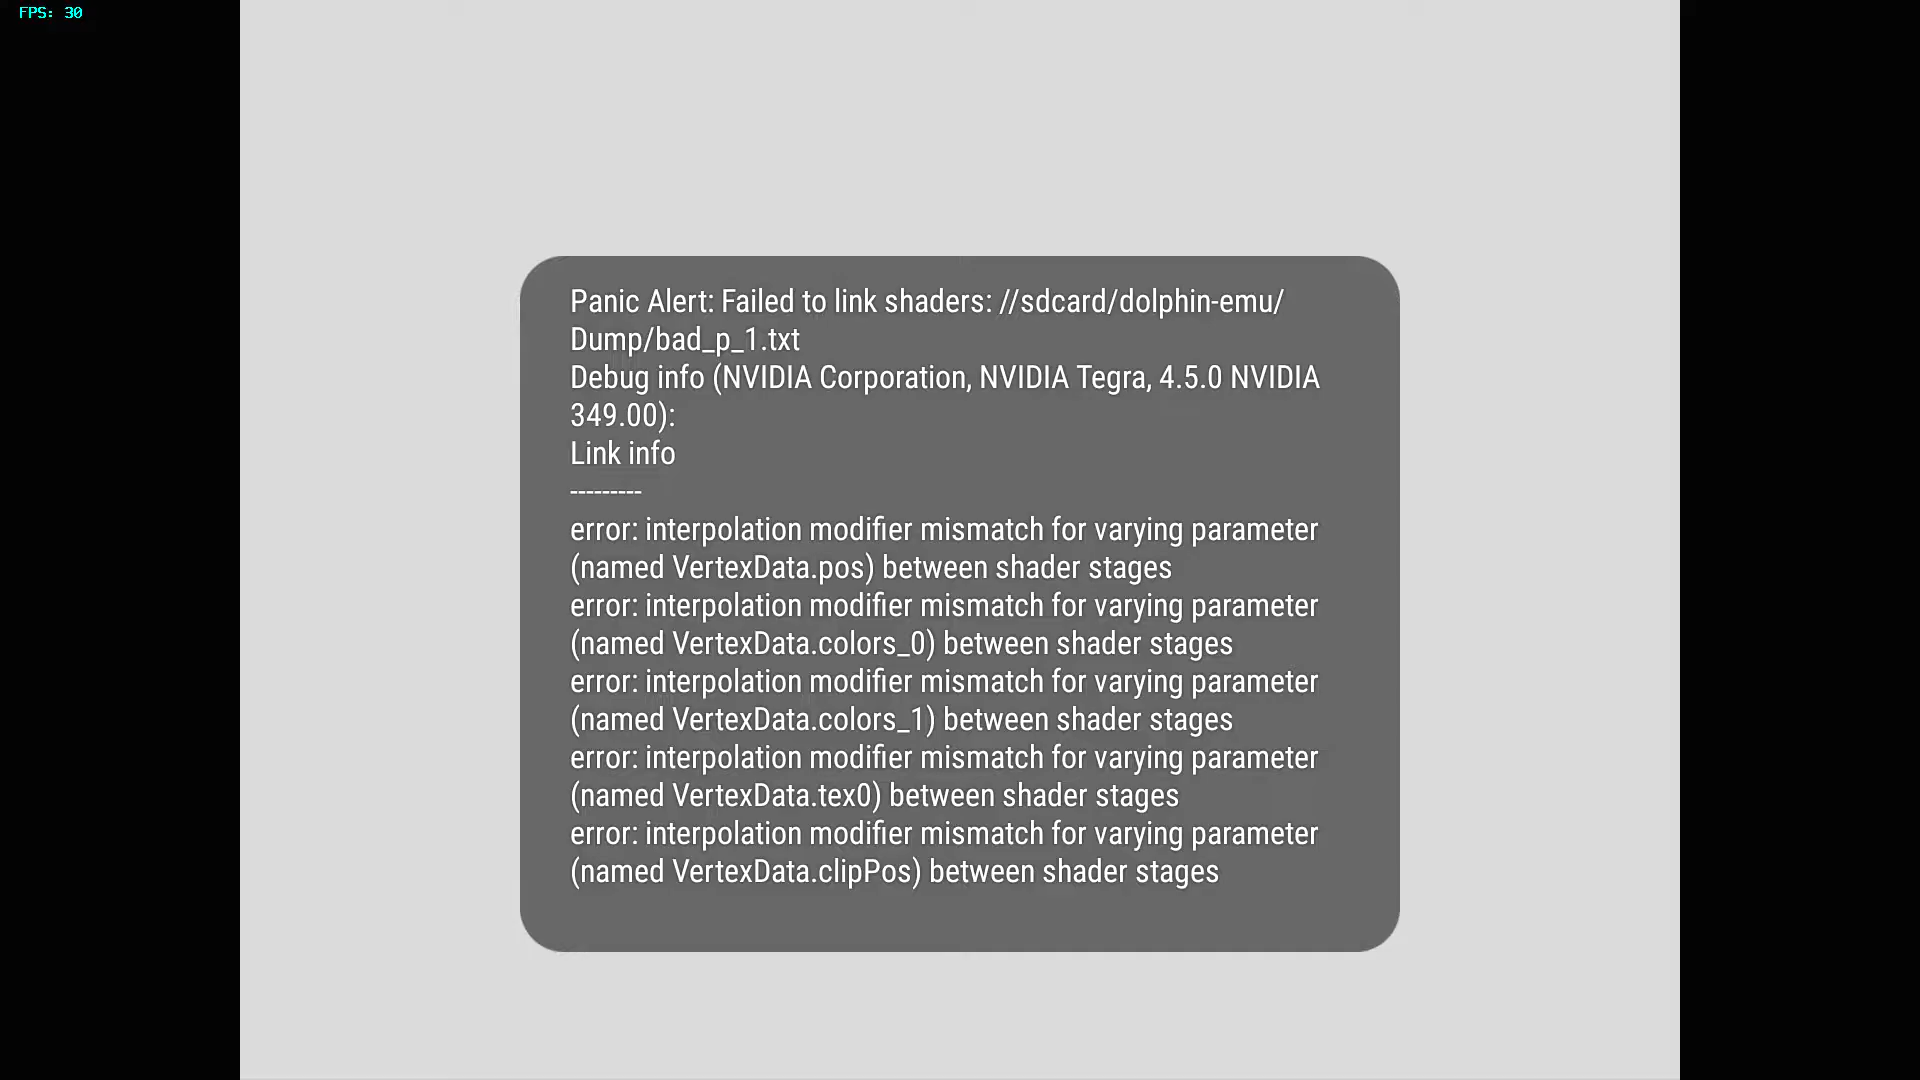 FPS: 30
Panic Alert: Failed to link shaders: //sdcard/dolphin-emu/
Dump/bad_p_1.txt
Debug info (NVIDIA Corporation, NVIDIA Tegra, 4.5.0 NVIDIA
349.00):
Link info
---------
error: interpolation modifier mismatch for varying parameter
(named VertexData.pos) between shader stages
error: interpolation modifier mismatch for varying parameter
(named VertexData.colors_0) between shader stages
error: interpolation modifier mismatch for varying parameter
(named VertexData.colors_1) between shader stages
error: interpolation modifier mismatch for varying parameter
(named VertexData.tex0) between shader stages
error: interpolation modifier mismatch for varying parameter
(named VertexData.clipPos) between shader stages